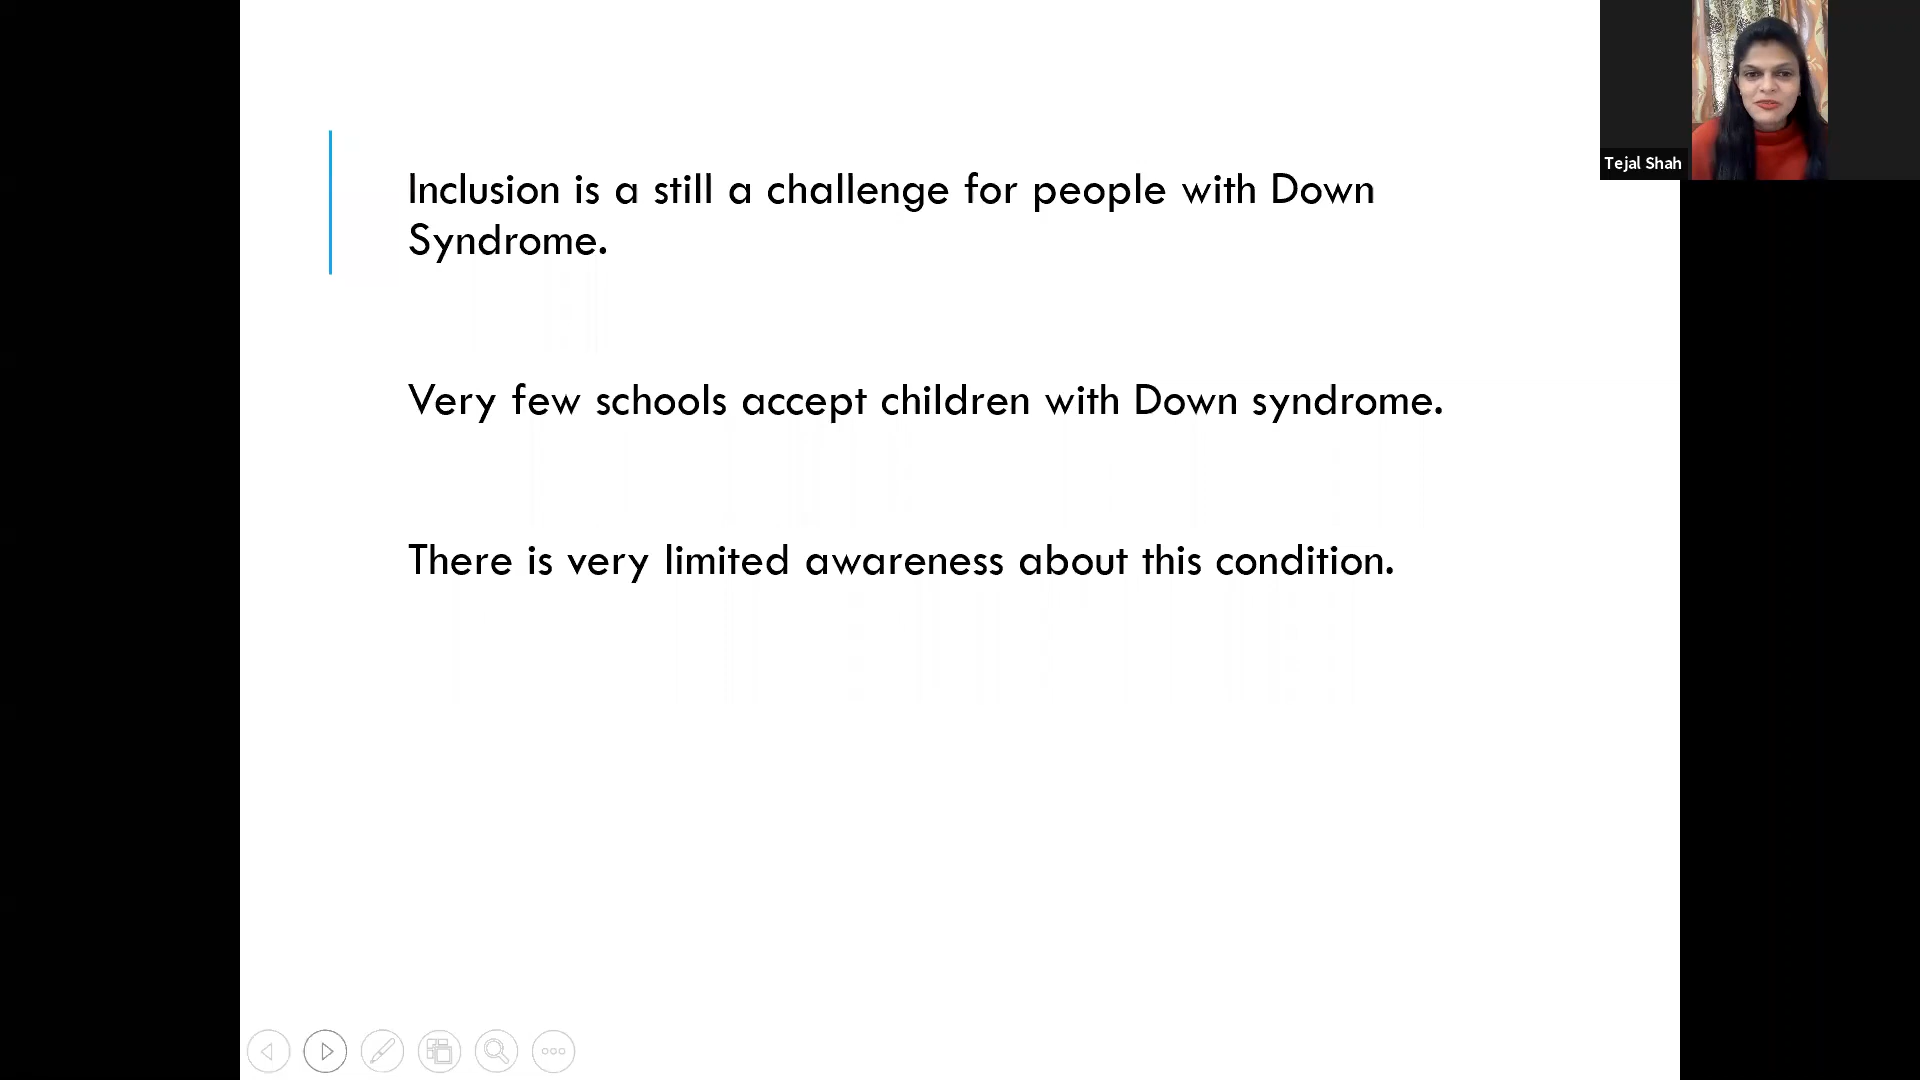 Inclusion is a still a challenge for people with Down
Syndrome.
Very few schools accept children with Down syndrome.
There is very limited awareness about this condition.
Tejal Shah